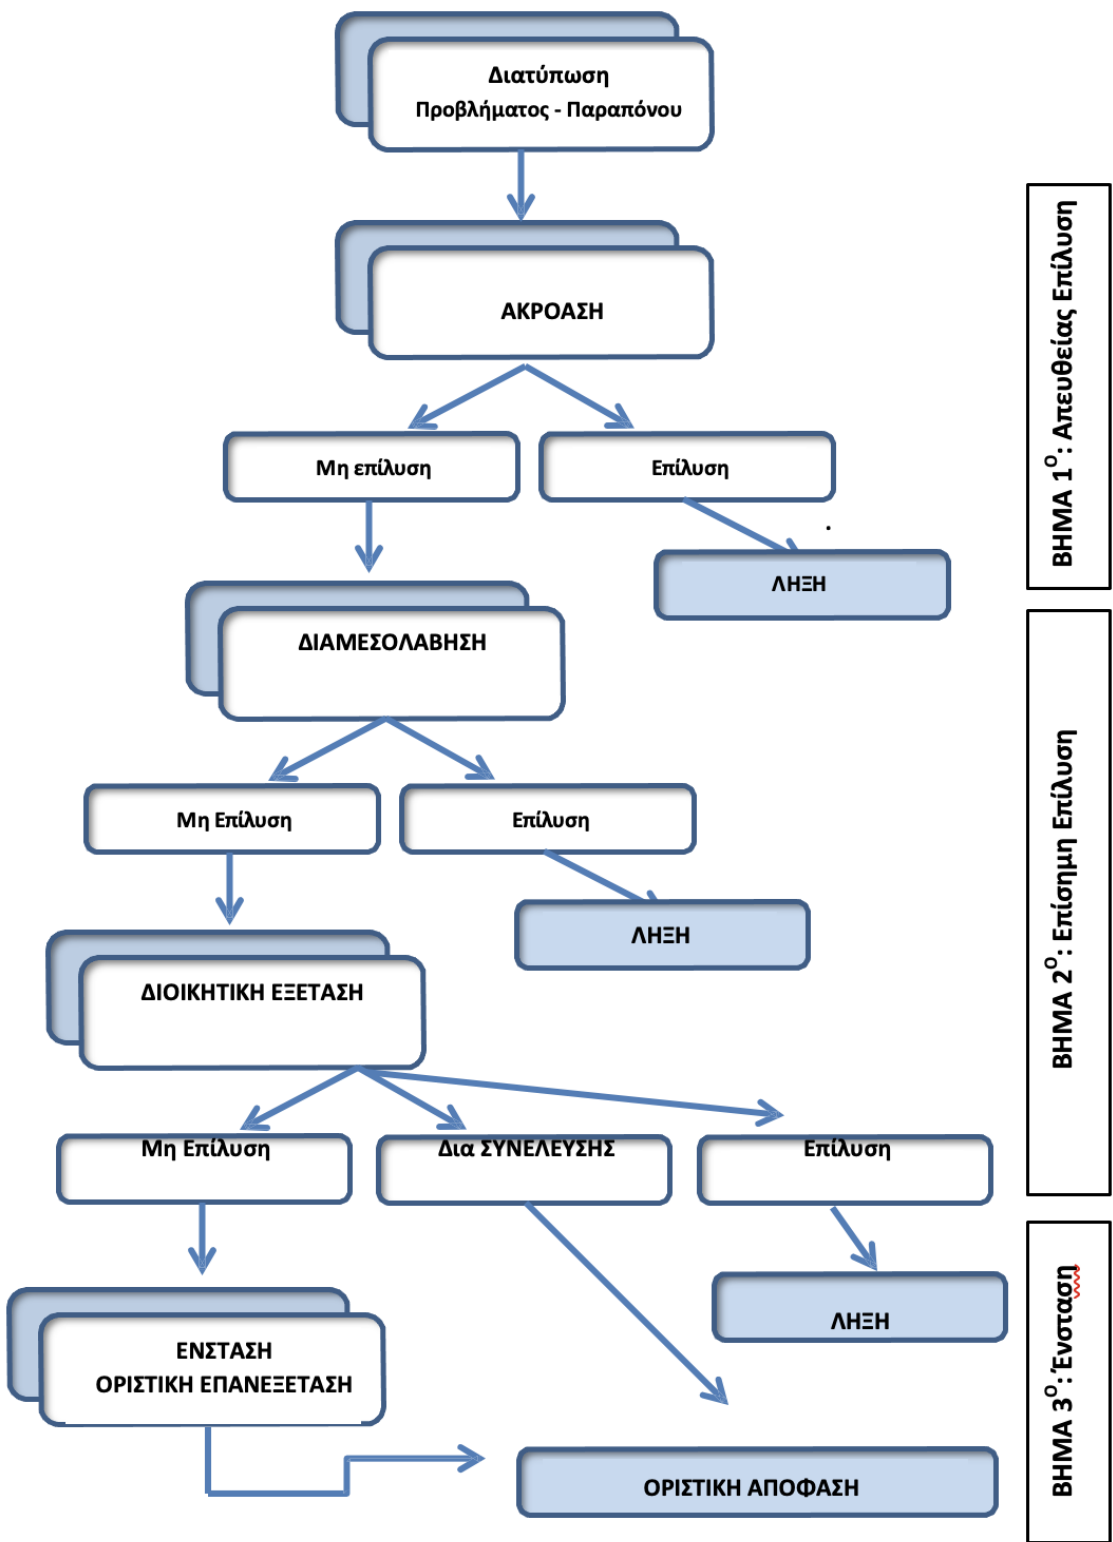 Διατύπωση
Προβλήματος - Παραπόνου
ΑΚΡΟΑΣΗ
Μη επίλυση
Επίλυση
.
ΛΗΞΗ
ΒΗΜΑ 1Ο: Απευθείας Επίλυση
ΔΙΑΜΕΣΟΛΑΒΗΣΗ
Μη Επίλυση
Επίλυση
ΛΗΞΗ
ΔΙΟΙΚΗΤΙΚΗ ΕΞΕΤΑΣΗ
Μη Επίλυση
Δια ΣΥΝΕΛΕΥΣΗΣ
Επίλυση
ΒΗΜΑ 2Ο: Επίσημη Επίλυση
ΛΗΞΗ
ΕΝΣΤΑΣΗ
ΟΡΙΣΤΙΚΗ ΕΠΑΝΕΞΕΤΑΣΗ
ΟΡΙΣΤΙΚΗ ΑΠΟΦΑΣΗ
ΒΗΜΑ 3Ο: Ένσταση